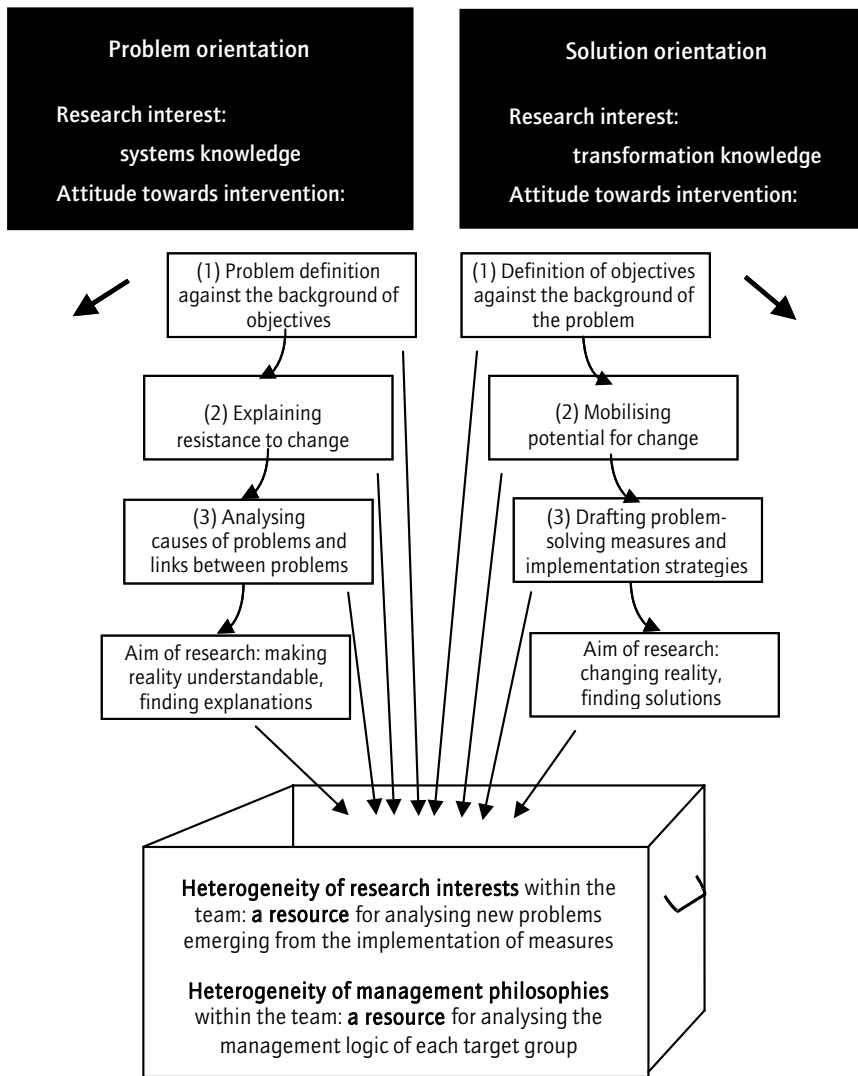 Problem orientation
Research interest:
systems knowledge
Attitude towards intervention:
Solution orientation
Research interest:
transformation knowledge
Attitude towards intervention:
(1) Problem definition
against the background of
objectives
(1) Definition of objectives
against the background of
the problem
(2) Explaining
resistance to change
(2) Mobilising
potential for change
(3) Analysing
causes of problems and
links between problems
(3) Drafting problem-
solving measures and
implementation strategies
Aim of research: making
reality understandable,
finding explanations
Aim of research:
changing reality,
finding solutions
Heterogeneity of research interests within the
team: a resource for analysing new problems
emerging from the implementation of measures
Heterogeneity of management philosophies
within the team: a resource for analysing the
management logic of each target group